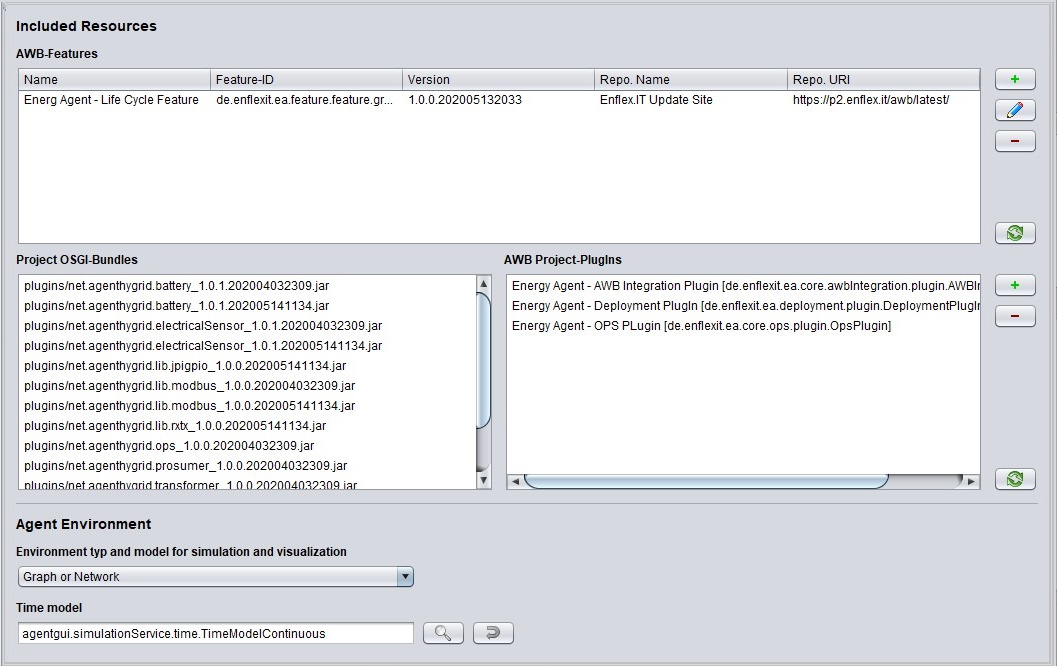 Included Resources
AWB-Features
Name Feature-ID Version Repo. Name Repo. URI
Energ Agent - Life Cycle Feature de.enflexit.ea.feature.feature.gr... 1.0.0.202005132033 Enflex.IT Update Site https://p2.enflex.it/awb/latest/
Project OSGI-Bundles
plugins/net.agenthygrid.battery_1.0.1.202004032309.jar
plugins/net.agenthygrid.battery_1.0.1.202005141134.jar
plugins/net.agenthygrid.electricalSensor_1.0.1.202004032309.jar
plugins/net.agenthygrid.electricalSensor_1.0.1.202005141134.jar
plugins/net.agenthygrid.lib.jpigpio_1.0.0.202005141134.jar
plugins/net.agenthygrid.lib.modbus_1.0.0.202004032309.jar
plugins/net.agenthygrid.lib.modbus_1.0.0.202005141134.jar
plugins/net.agenthygrid.lib.rxtx_1.0.0.202005141134.jar
plugins/net.agenthygrid.ops_1.0.0.202004032309.jar
plugins/net.agenthygrid.prosumer_1.0.0.202004032309.jar
plugins/net.agenthygrid.transformer_1.0.0.202004032309.jar
AWB Project-PlugIns
Energy Agent - AWB Integration Plugin [de.enflexit.ea.core.awbIntegration.plugin.AWBIn
Energy Agent - Deployment PlugIn [de.enflexit.ea.deployment.plugin.DeploymentPlugIn
Energy Agent - OPS PLugin [de.enflexit.ea.core.ops.plugin.OpsPlugin]
Agent Environment
Environment typ and model for simulation and visualization
Graph or Network
Time model
agentgui.simulationService.time.TimeModelContinuous